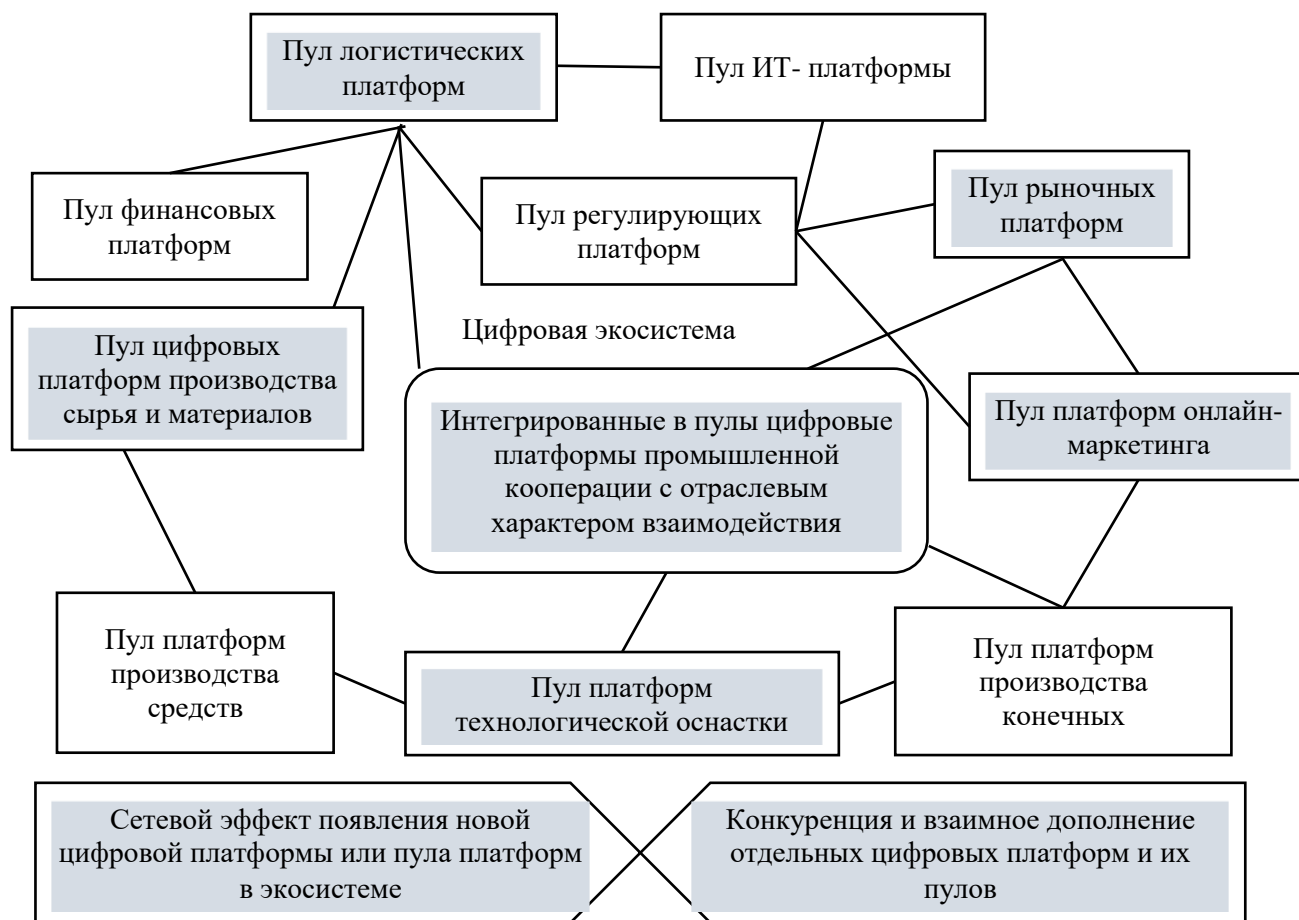 Пул логистических
платформ
Пул ИТ- платформы
Пул финансовых
платформ
Пул регулирующих
платформ
Пул рыночных
платформ
Цифровая экосистема
Пул цифровых
платформ производства
сырья и материалов
Интегрированные в пулы цифровые
платформы промышленной
кооперации с отраслевым
характером взаимодействия
Пул платформ онлайн-
маркетинга
Пул платформ
производства
средств
Пул платформ
технологической оснастки
Пул платформ
производства
конечных
Сетевой эффект появления новой
цифровой платформы или пула платформ
в экосистеме
Конкуренция и взаимное дополнение
отдельных цифровых платформ и их
пулов